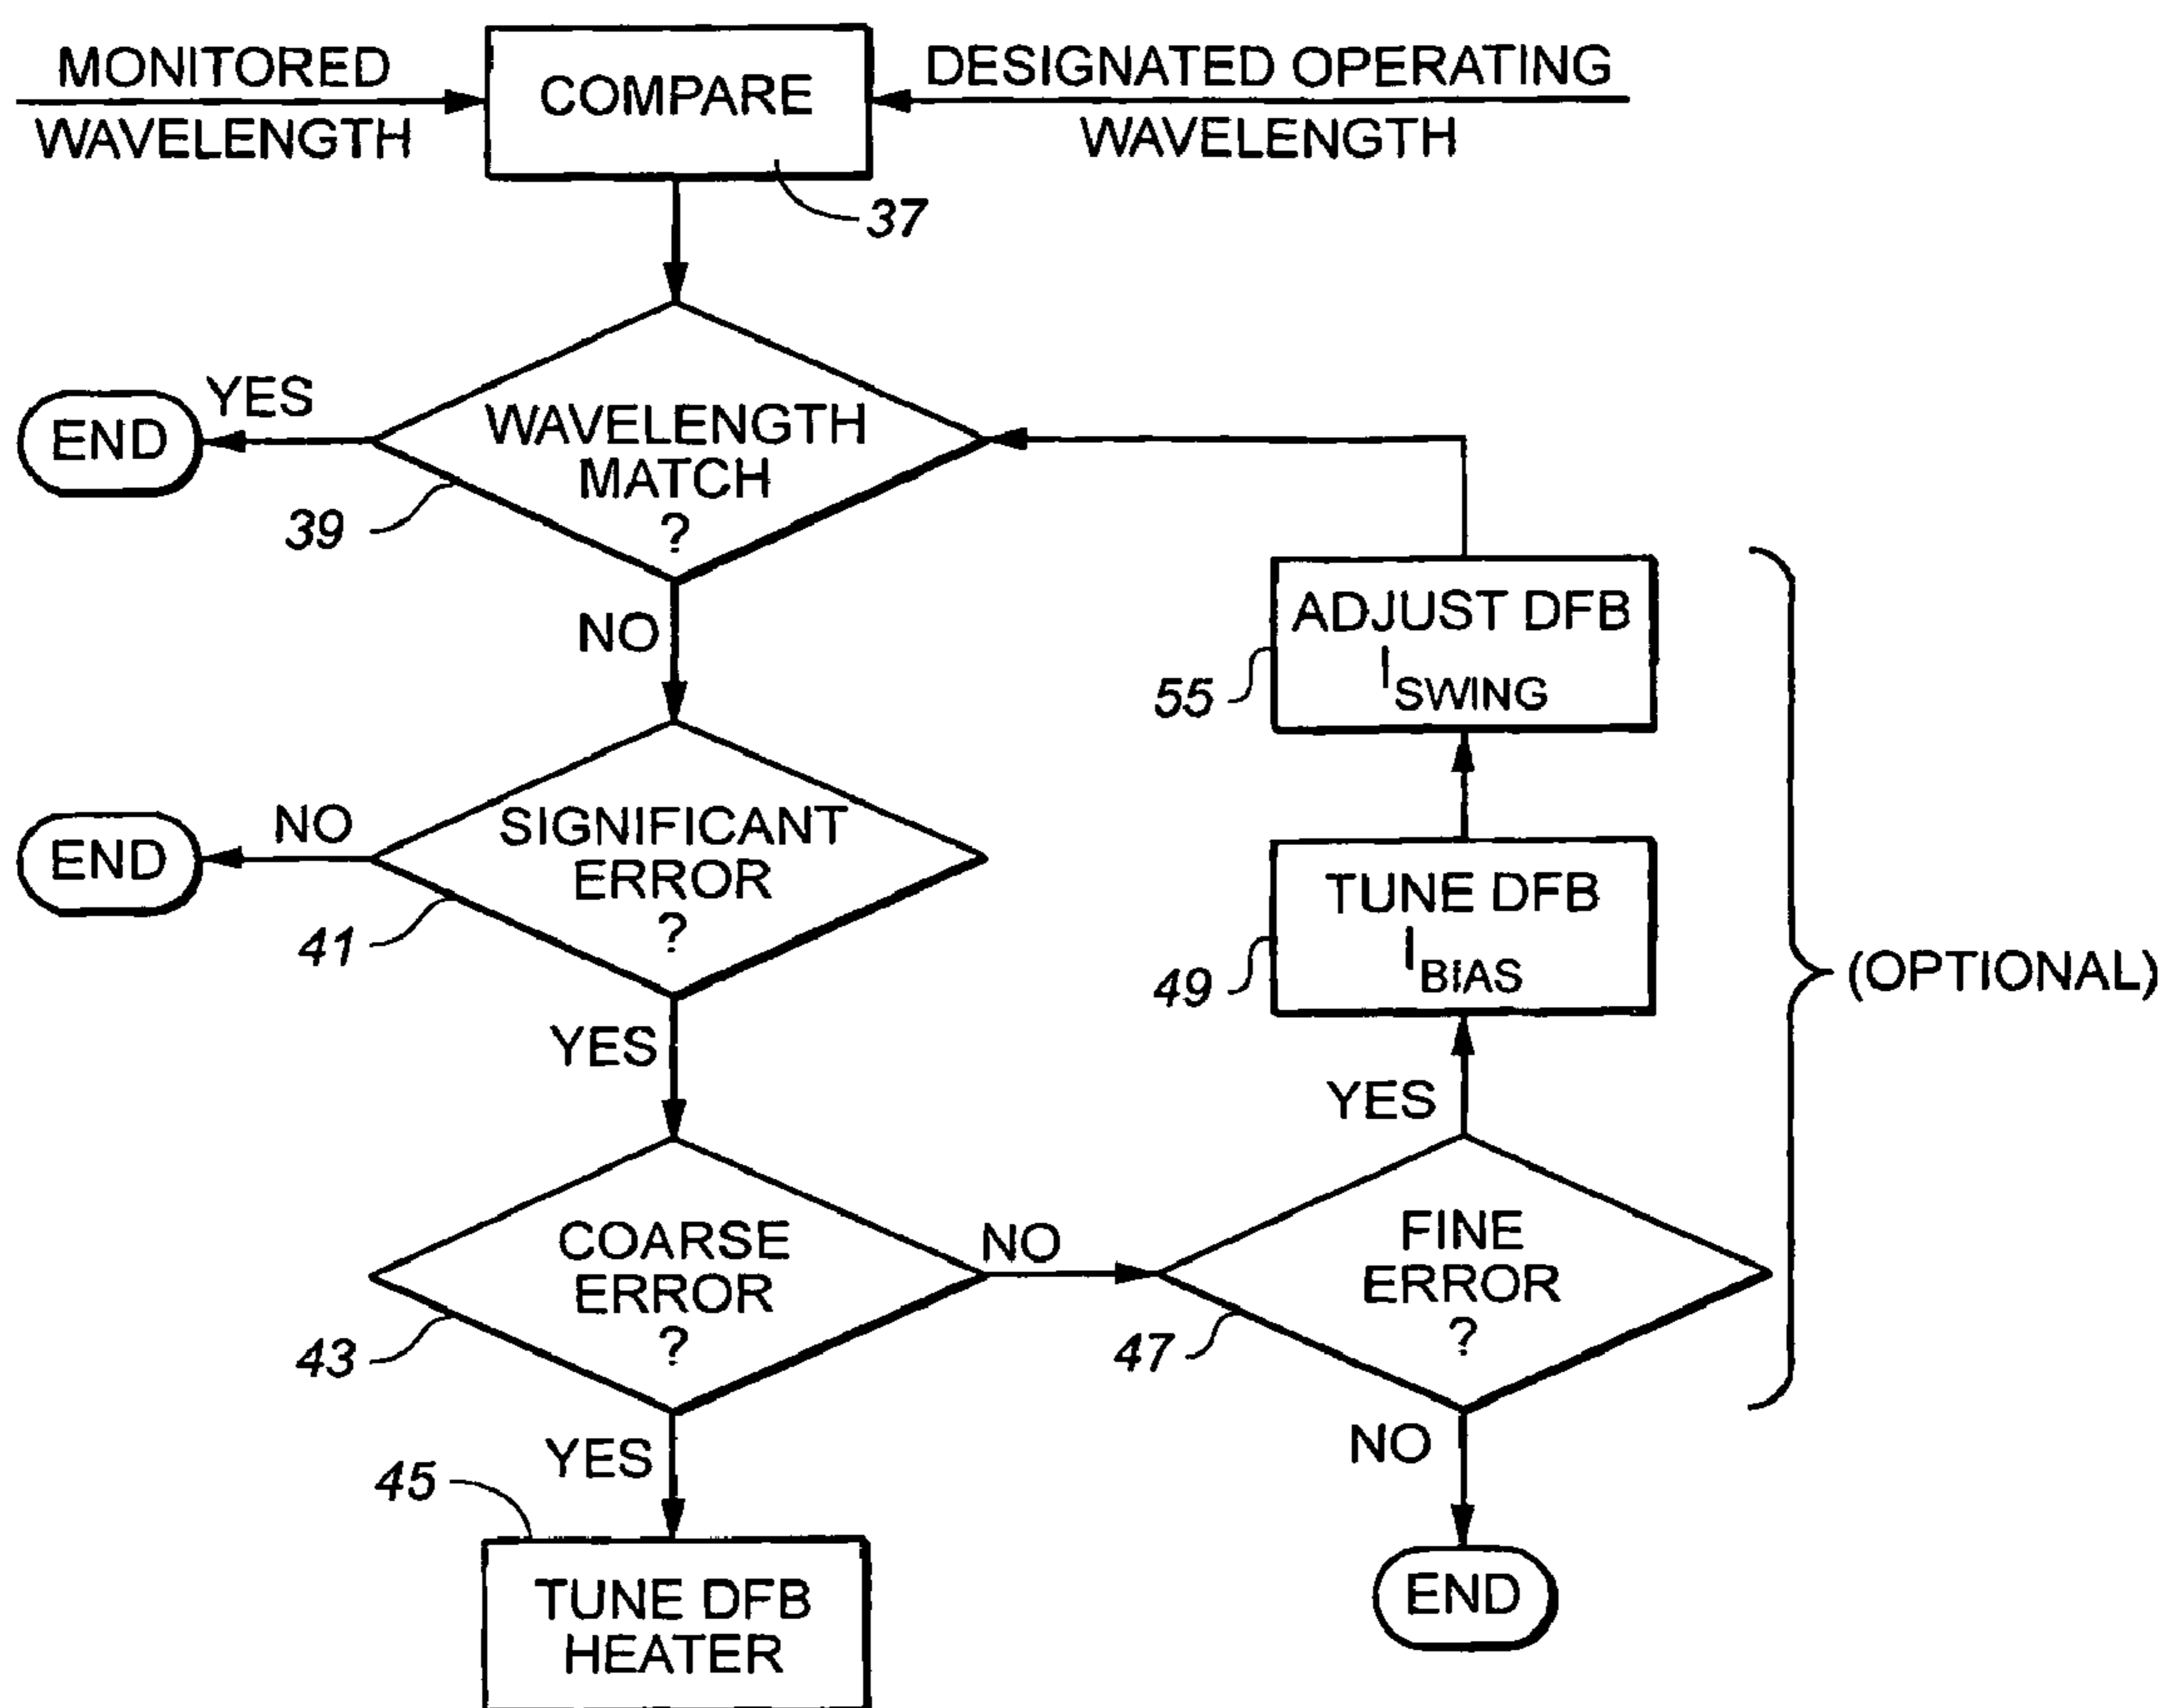 MONITORED
WAVELENGTH
COMPARE
DESIGNATED OPERATING
WAVELENGTH
37
YES
END
WAVELENGTH
MATCH
?
39
NO
ADJUST DFB
I SWING
55
NO
END
SIGNIFICANT
ERROR
?
41
TUNE DFB
I BIAS
49
(OPTIONAL)
YES
YES
COARSE
ERROR
?
43
NO
FINE
ERROR
?
47
YES
45
NO
TUNE DFB
HEATER
END